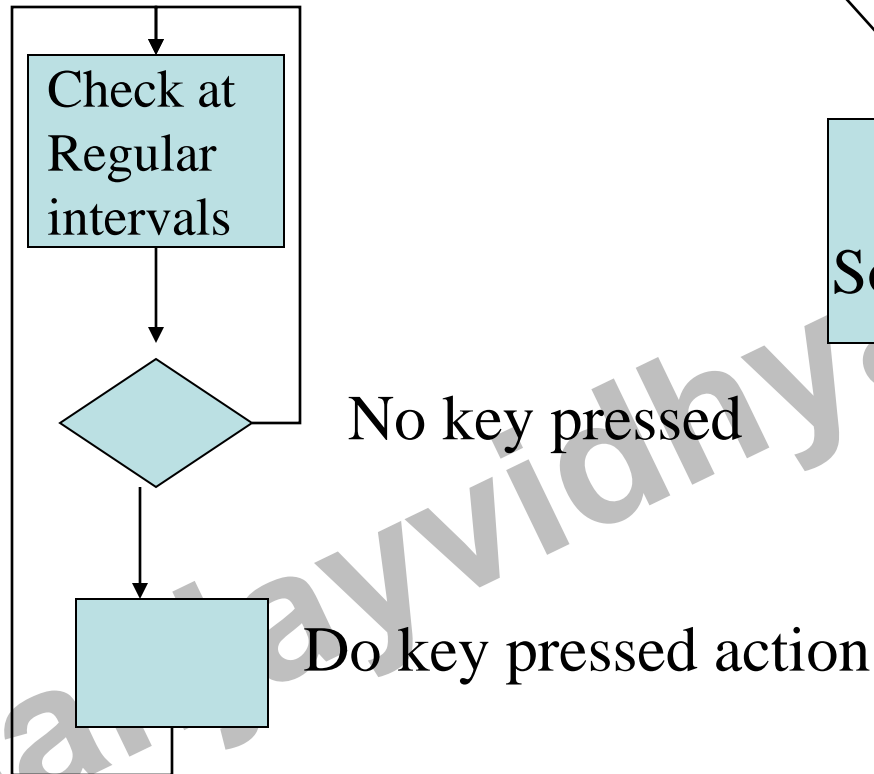 Check at
Regular
intervals
No key pressed
Do key pressed action